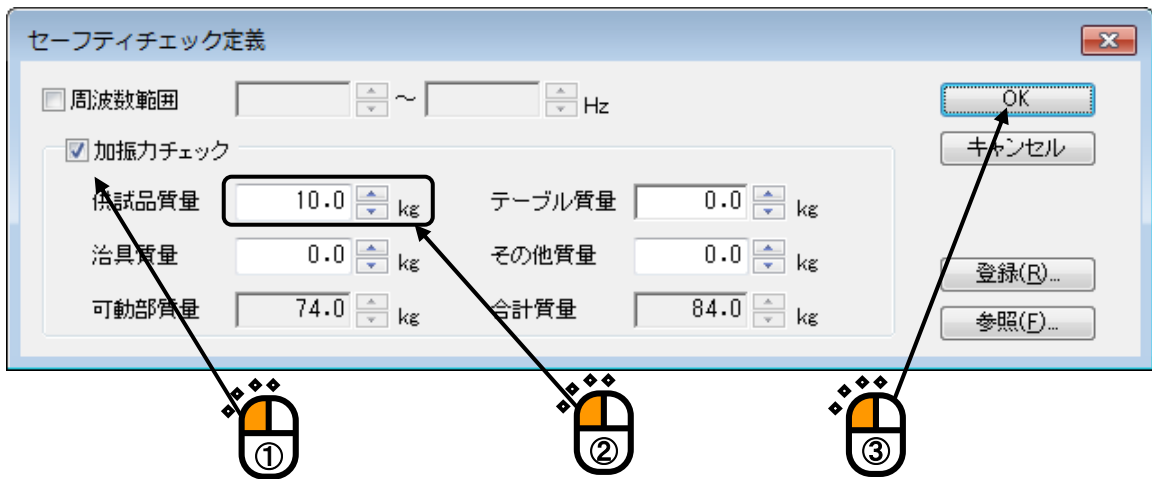 セーフティチェック定義
周波数範囲 ～ Hz
OK
加振力チェック
キャンセル
供試品質量 10.0 kg テーブル質量 0.0 kg
治具質量 0.0 kg その他質量 0.0 kg
登録(R)...
可動部質量 74.0 kg 合計質量 84.0 kg
参照(F)...
① ② ③